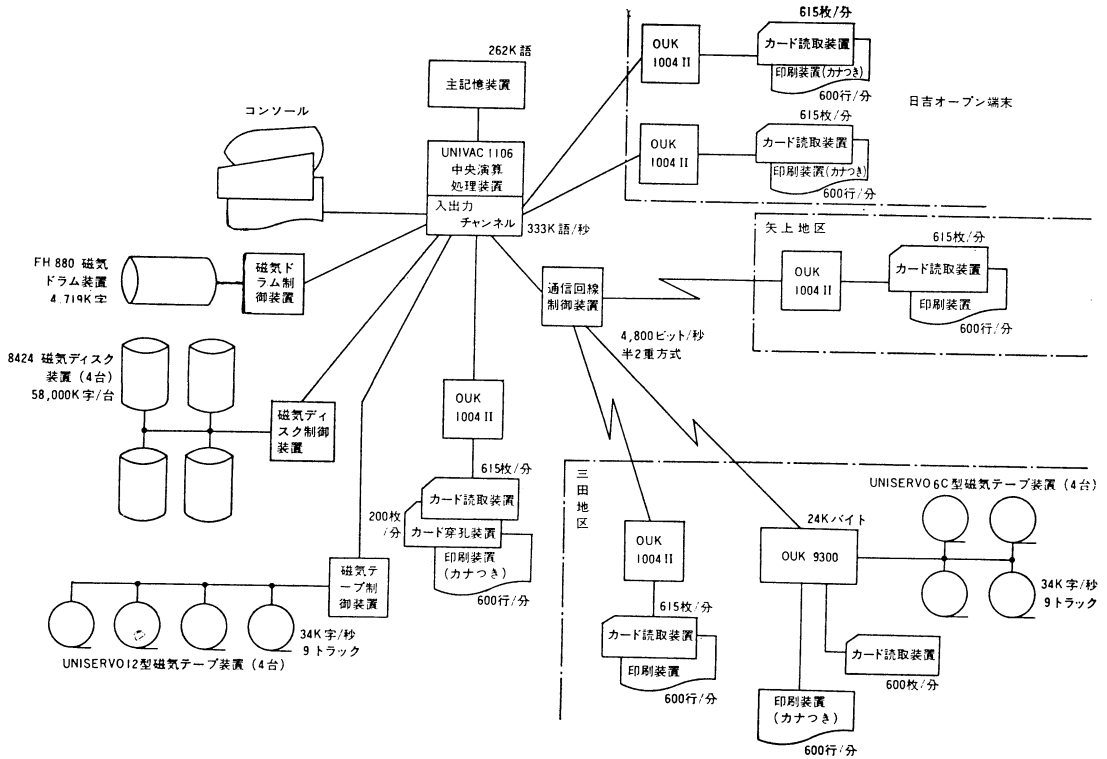 615枚/分
OUK
1004 II
カード読取装置
印刷装置(カナつき)
600行/分
日吉オープン端末
615枚/分
OUK
1004 II
カード読取装置
印刷装置(カナつき)
600行/分
262K語
主記憶装置
コンソール
UNIVAC 1106
中央演算
処理装置
入出力
チャンネル
333K語/秒
矢上地区
615枚/分
OUK
1004 II
カード読取装置
印刷装置
600行/分
FH 880 磁気
ドラム装置
4.719K字
磁気ド
ラム制
御装置
通信回線
制御装置
4,800ビット/秒
半2重方式
8424 磁気ディスク
装置(4台)
58,000K字/台
磁気ディ
スク制御
装置
OUK
1004 II
615枚/分
カード読取装置
200枚
/分
カード穿孔装置
印刷装置
(カナつき)
600行/分
磁気テ
ープ制
御装置
34K字/秒
9トラック
UNISERVO12型磁気テープ装置(4台)
三田地区
OUK
1004 II
615枚/分
カード読取装置
印刷装置
600行/分
UNISERVO 6C型磁気テープ装置(4台)
24Kバイト
OUK 9300
34K字/秒
9トラック
カード読取装置
600枚/分
印刷装置
(カナつき)
600行/分